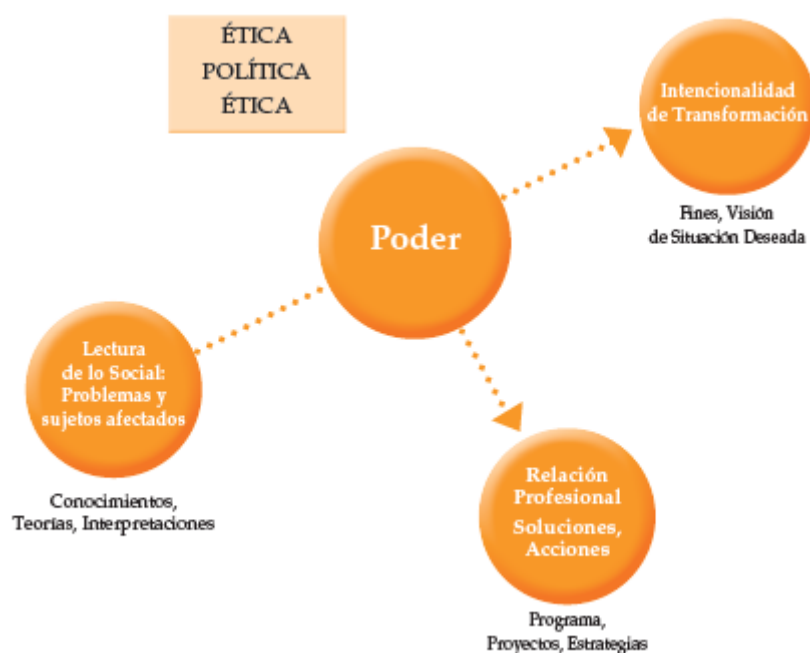 ÉTICA
POLÍTICA
ÉTICA
Intencionalidad
de Transformación
Fines, Visión
de Situación Deseada
Poder
Lectura
de lo Social:
Problemas y
sujetos afectados
Conocimientos,
Teorías, Interpretaciones
Relación
Profesional
Soluciones,
Acciones
Programa,
Proyectos, Estrategias